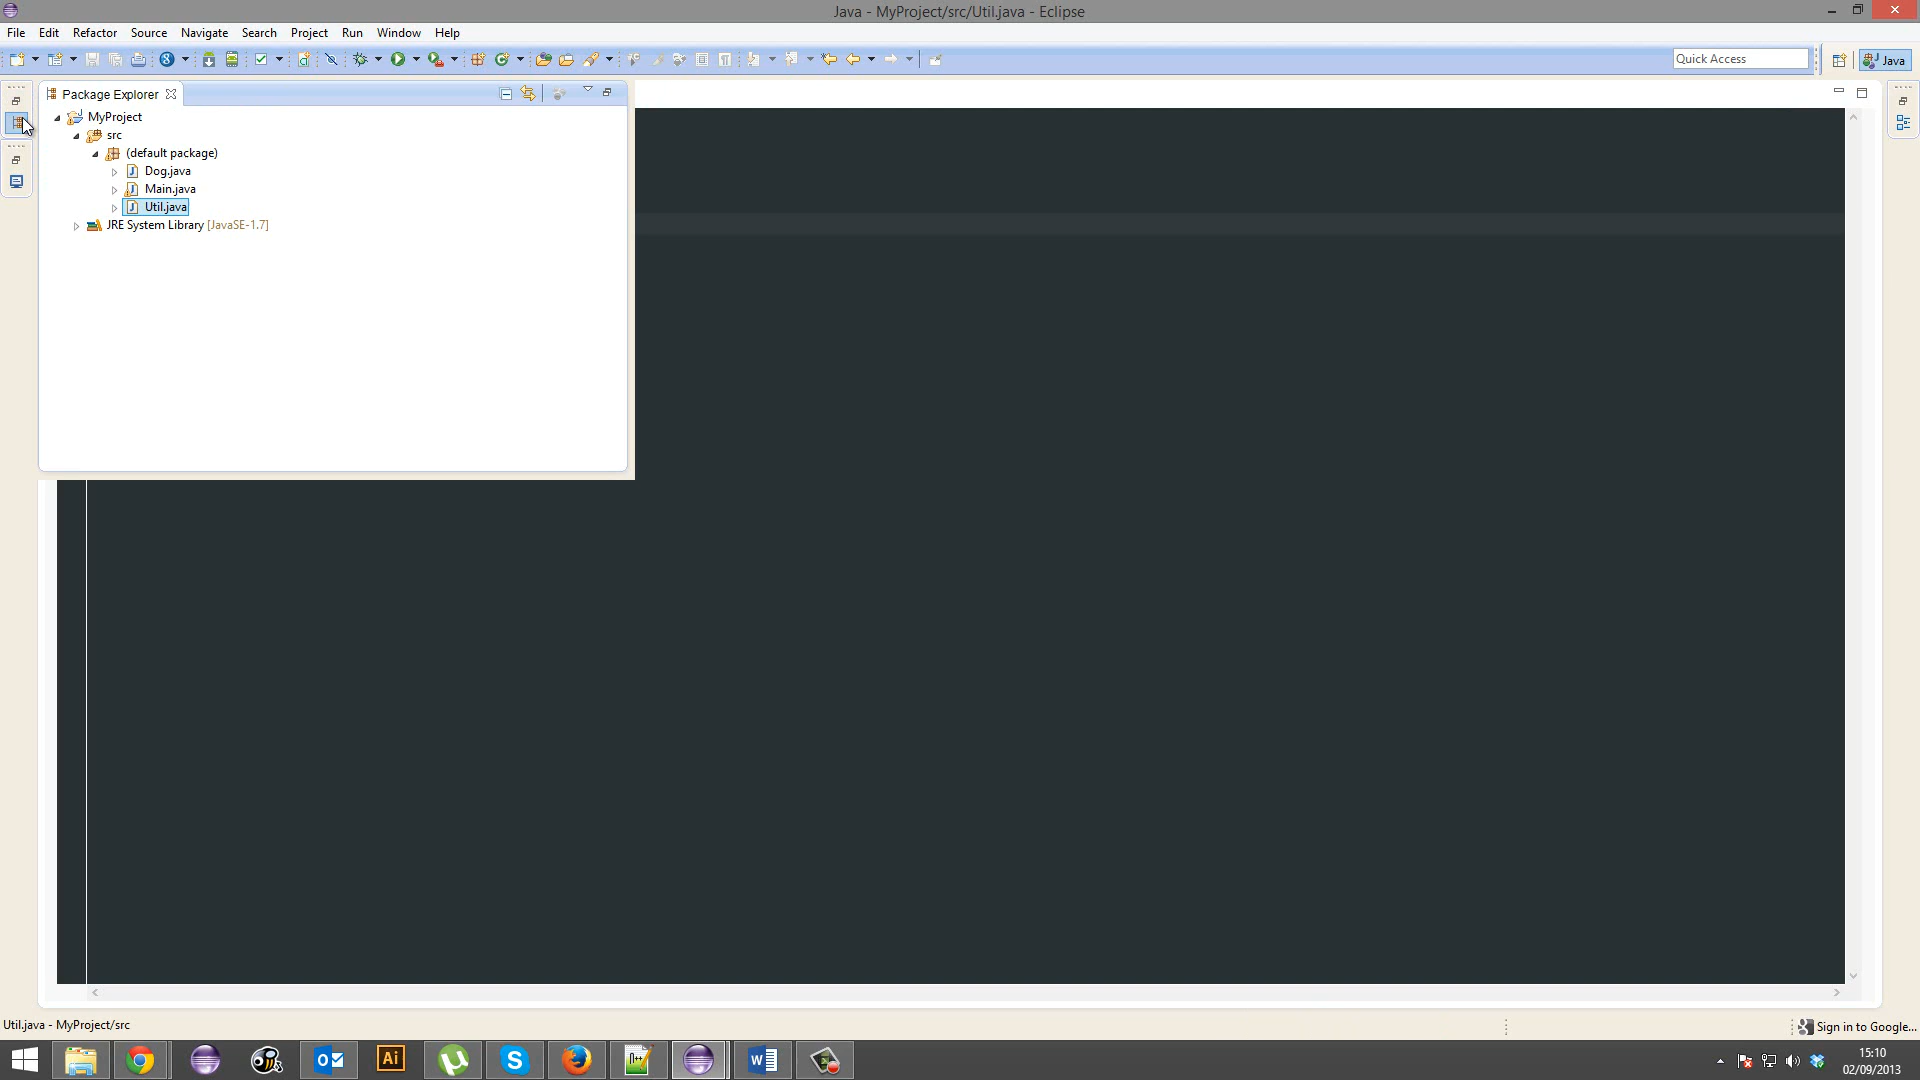 Java - MyProject/src/Util.java - Eclipse
File Edit Refactor Source Navigate Search Project Run Window Help
Quick Access
Java
Package Explorer
MyProject
src
(default package)
Dog.java
Main.java
Util.java
JRE System Library [JavaSE-1.7]
Util.java - MyProject/src
Sign in to Google...
Ai
15:10
02/09/2013